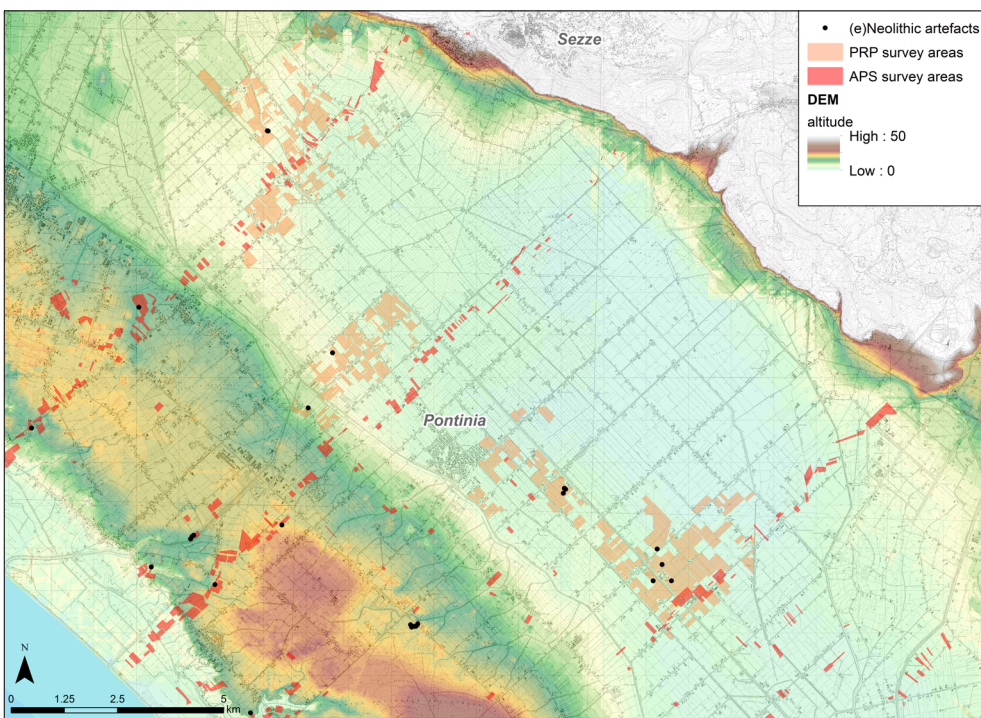 Sezze
(e)Neolithic artefacts
PRP survey areas
APS survey areas
DEM
altitude
High : 50
Low : 0
Pontinia
N
0 1.25 2.5 5
km